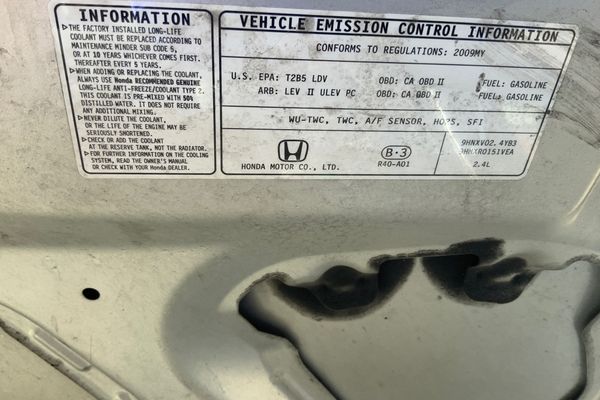 INFORMATION
▷THE FACTORY INSTALLED LONG-LIFE
COOLANT MUST BE REPLACED ACCORDING TO
MAINTENANCE MINDER SUB CODE 5,
OR AT 10 YEARS WHICHEVER COMES FIRST.
THEREAFTER EVERY 5 YEARS.
▷WHEN ADDING OR REPLACING THE COOLANT,
ALWAYS USE Honda RECOMMENDED GENUINE
LONG-LIFE ANTI-FREEZE/COOLANT TYPE 2.
THIS COOLANT IS PRE-MIXED WITH 50%
DISTILLED WATER. IT DOES NOT REQUIRE
ANY ADDITIONAL MIXING.
▷NEVER DILUTE THE COOLANT,
OR THE LIFE OF THE ENGINE MAY BE
SERIOUSLY SHORTENED.
▷CHECK OR ADD THE COOLANT
AT THE RESERVE TANK, NOT THE RADIATOR.
▷FOR FURTHER INFORMATION ON THE COOLING
SYSTEM, READ THE OWNER'S MANUAL
OR CHECK WITH YOUR Honda DEALER.
VEHICLE EMISSION CONTROL INFORMATION
CONFORMS TO REGULATIONS: 2009MY
U.S. EPA: T2B5 LDV OBD: CA OBD II FUEL: GASOLINE
ARB: LEV II ULEV PC OBD: CA OBD II FUEL: GASOLINE
WU-TWC, TWC, A/F SENSOR, HO2S, SFI
HONDA MOTOR CO., LTD.
B·3
R40-A01
9HNXV02.4YB3
9HNXR0151VEA
2.4L